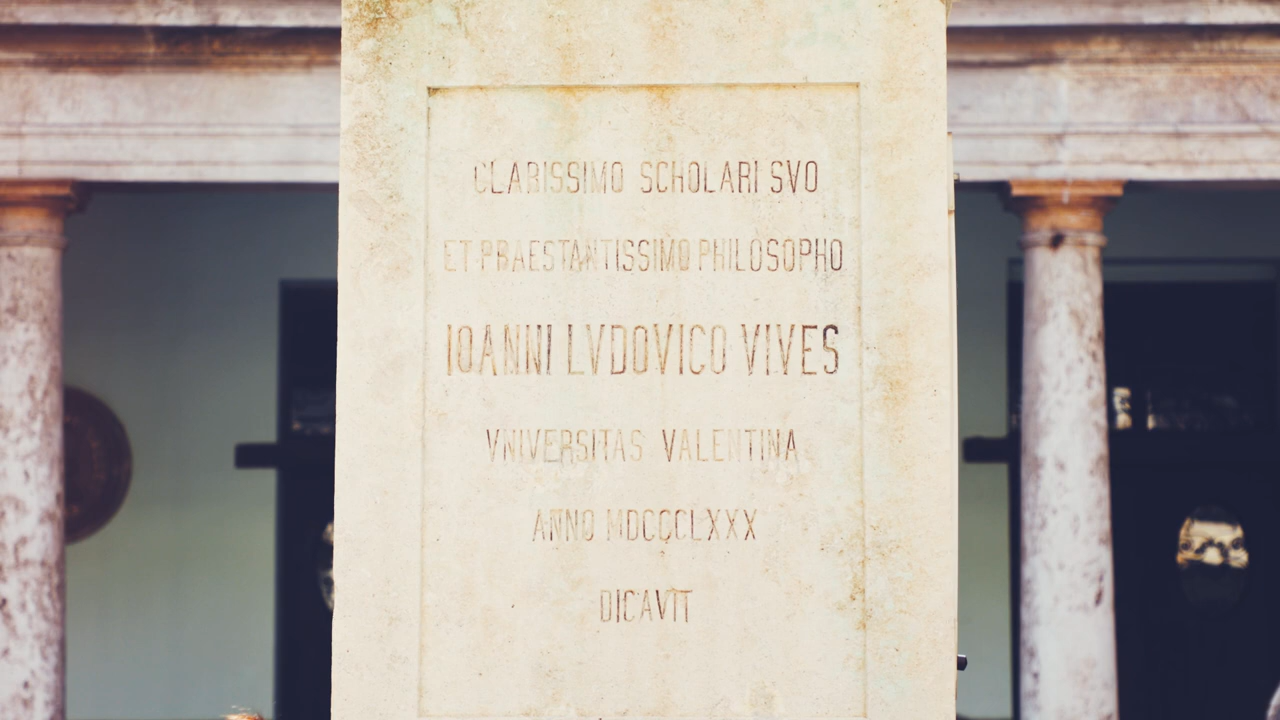 CLARISSIMO SCHOLARI SVO
ET PRAESTANTISSIMO PHILOSOPHO
IOANNI LVDOVICO VIVES
VNIVERSITAS VALENTINA
ANNO MDCCCLXXX
DICAVIT